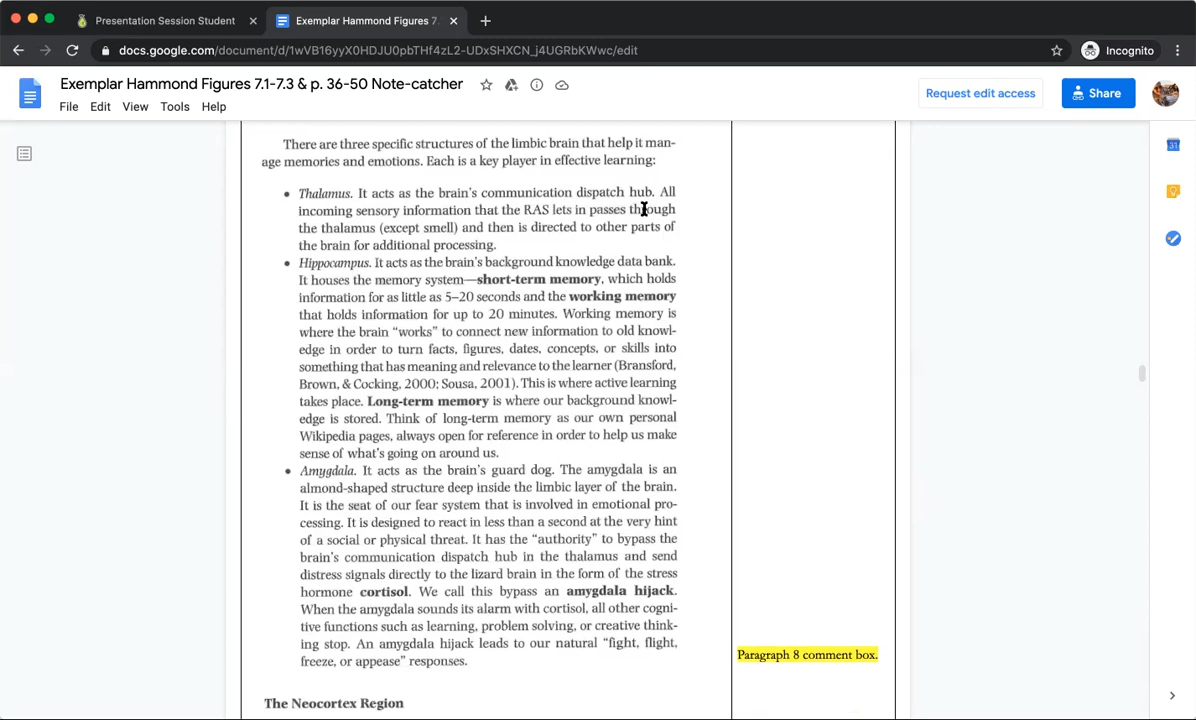 Presentation Session Student
Exemplar Hammond Figures 7.
docs.google.com/document/d/1wVB16yyX0HDJU0pbTHf4zL2-UDxSHXCN_j4UGRbKWwc/edit
Incognito
Exemplar Hammond Figures 7.1-7.3 & p. 36-50 Note-catcher
File Edit View Tools Help
Request edit access
Share
31
There are three specific structures of the limbic brain that help it man-
age memories and emotions. Each is a key player in effective learning:
• Thalamus. It acts as the brain's communication dispatch hub. All
incoming sensory information that the RAS lets in passes through
the thalamus (except smell) and then is directed to other parts of
the brain for additional processing.
• Hippocampus. It acts as the brain's background knowledge data bank.
It houses the memory system—short-term memory, which holds
information for as little as 5–20 seconds and the working memory
that holds information for up to 20 minutes. Working memory is
where the brain "works" to connect new information to old knowl-
edge in order to turn facts, figures, dates, concepts, or skills into
something that has meaning and relevance to the learner (Bransford,
Brown, & Cocking, 2000; Sousa, 2001). This is where active learning
takes place. Long-term memory is where our background knowl-
edge is stored. Think of long-term memory as our own personal
Wikipedia pages, always open for reference in order to help us make
sense of what's going on around us.
• Amygdala. It acts as the brain's guard dog. The amygdala is an
almond-shaped structure deep inside the limbic layer of the brain.
It is the seat of our fear system that is involved in emotional pro-
cessing. It is designed to react in less than a second at the very hint
of a social or physical threat. It has the "authority" to bypass the
brain's communication dispatch hub in the thalamus and send
distress signals directly to the lizard brain in the form of the stress
hormone cortisol. We call this bypass an amygdala hijack.
When the amygdala sounds its alarm with cortisol, all other cogni-
tive functions such as learning, problem solving, or creative think-
ing stop. An amygdala hijack leads to our natural "fight, flight,
freeze, or appease" responses.
Paragraph 8 comment box.
The Neocortex Region